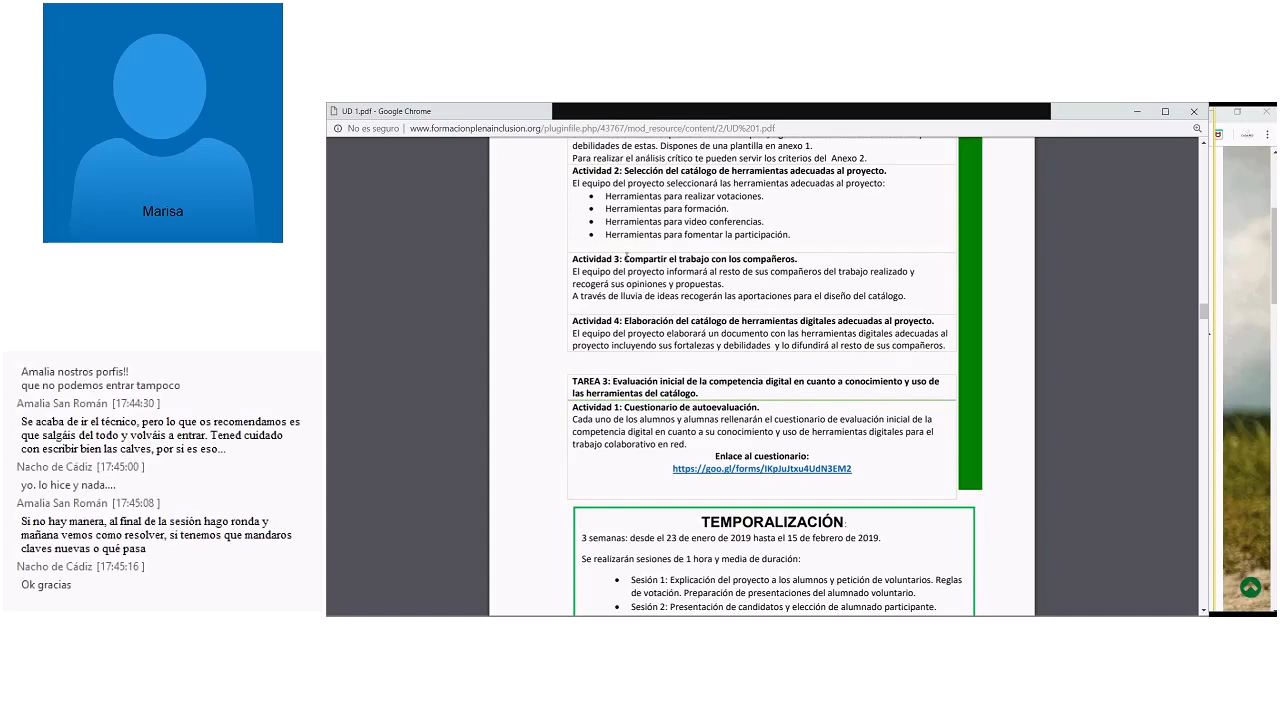 Marisa
Amalia nostros porfis!!
que no podemos entrar tampoco
Amalia San Román [17:44:30]
Se acaba de ir el técnico, pero lo que os recomendamos es
que salgáis del todo y volváis a entrar. Tened cuidado
con escribir bien las calves, por si es eso...
Nacho de Cádiz [17:45:00]
yo. lo hice y nada....
Amalia San Román [17:45:08]
Si no hay manera, al final de la sesión hago ronda y
mañana vemos como resolver, si tenemos que mandaros
claves nuevas o qué pasa
Nacho de Cádiz [17:45:16]
Ok gracias
UD 1.pdf - Google Chrome
No es seguro | www.formacionplenainclusion.org/pluginfile.php/43767/mod_resource/content/2/UD%201.pdf
debilidades de estas. Dispones de una plantilla en anexo 1.
Para realizar el análisis crítico te pueden servir los criterios del Anexo 2.
Actividad 2: Selección del catálogo de herramientas adecuadas al proyecto.
El equipo del proyecto seleccionará las herramientas adecuadas al proyecto:
• Herramientas para realizar votaciones.
• Herramientas para formación.
• Herramientas para video conferencias.
• Herramientas para fomentar la participación.
Actividad 3: Compartir el trabajo con los compañeros.
El equipo del proyecto informará al resto de sus compañeros del trabajo realizado y
recogerá sus opiniones y propuestas.
A través de lluvia de ideas recogerán las aportaciones para el diseño del catálogo.
Actividad 4: Elaboración del catálogo de herramientas digitales adecuadas al proyecto.
El equipo del proyecto elaborará un documento con las herramientas digitales adecuadas al
proyecto incluyendo sus fortalezas y debilidades y lo difundirá al resto de sus compañeros.
TAREA 3: Evaluación inicial de la competencia digital en cuanto a conocimiento y uso de
las herramientas del catálogo.
Actividad 1: Cuestionario de autoevaluación.
Cada uno de los alumnos y alumnas rellenarán el cuestionario de evaluación inicial de la
competencia digital en cuanto a su conocimiento y uso de herramientas digitales para el
trabajo colaborativo en red.
Enlace al cuestionario:
https://goo.gl/forms/IKpJuJtxu4UdN3EM2
TEMPORALIZACIÓN:
3 semanas: desde el 23 de enero de 2019 hasta el 15 de febrero de 2019.
Se realizarán sesiones de 1 hora y media de duración:
• Sesión 1: Explicación del proyecto a los alumnos y petición de voluntarios. Reglas
de votación. Preparación de presentaciones del alumnado voluntario.
• Sesión 2: Presentación de candidatos y elección de alumnado participante.